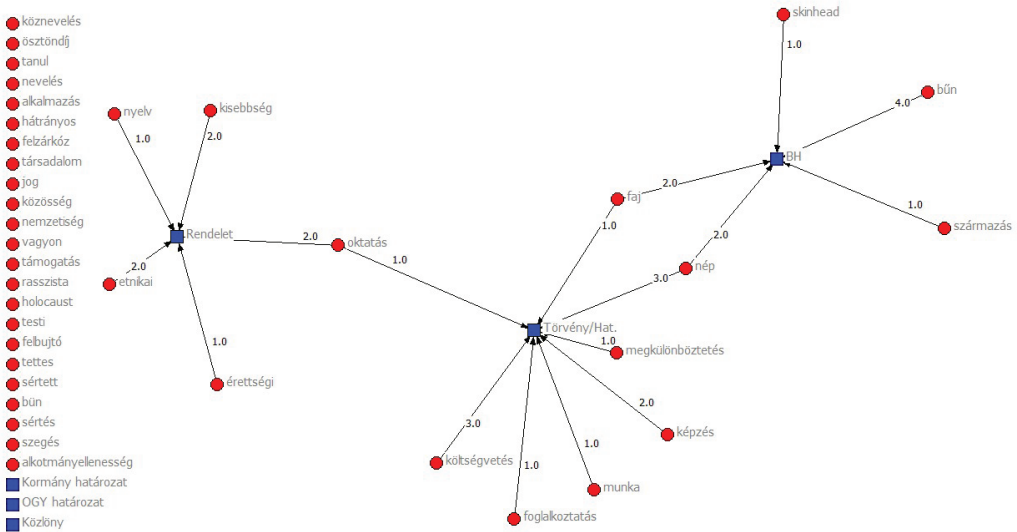 köznevelés
ösztöndíj
tanul
nevelés
alkalmazás
hátrányos
felzárkóz
társadalom
jog
közösség
nemzetiség
vagyon
támogatás
rasszista
holocaust
testi
felbujtó
tettes
sértett
bün
sértés
szegés
alkotmányellenesség
Kormány határozat
OGY határozat
Közlöny
nyelv
kisebbség
1.0
2.0
Rendelet
2.0
etnikai
2.0
oktatás
1.0
1.0
érettségi
skinhead
1.0
bűn
4.0
BH
faj
2.0
1.0
1.0
származás
2.0
nép
3.0
Törvény/Hat.
1.0
megkülönböztetés
2.0
képzés
3.0
költségvetés
1.0
foglalkoztatás
1.0
munka